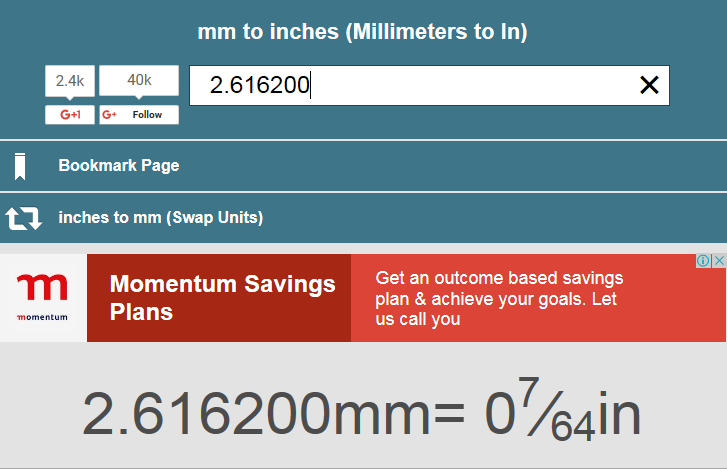 mm to inches (Millimeters to In)
2.4k
40k
2.616200
G+1
G+ Follow
Bookmark Page
inches to mm (Swap Units)
momentum
Momentum Savings
Plans
Get an outcome based savings
plan & achieve your goals. Let
us call you
2.616200mm= 0 7⁄64in